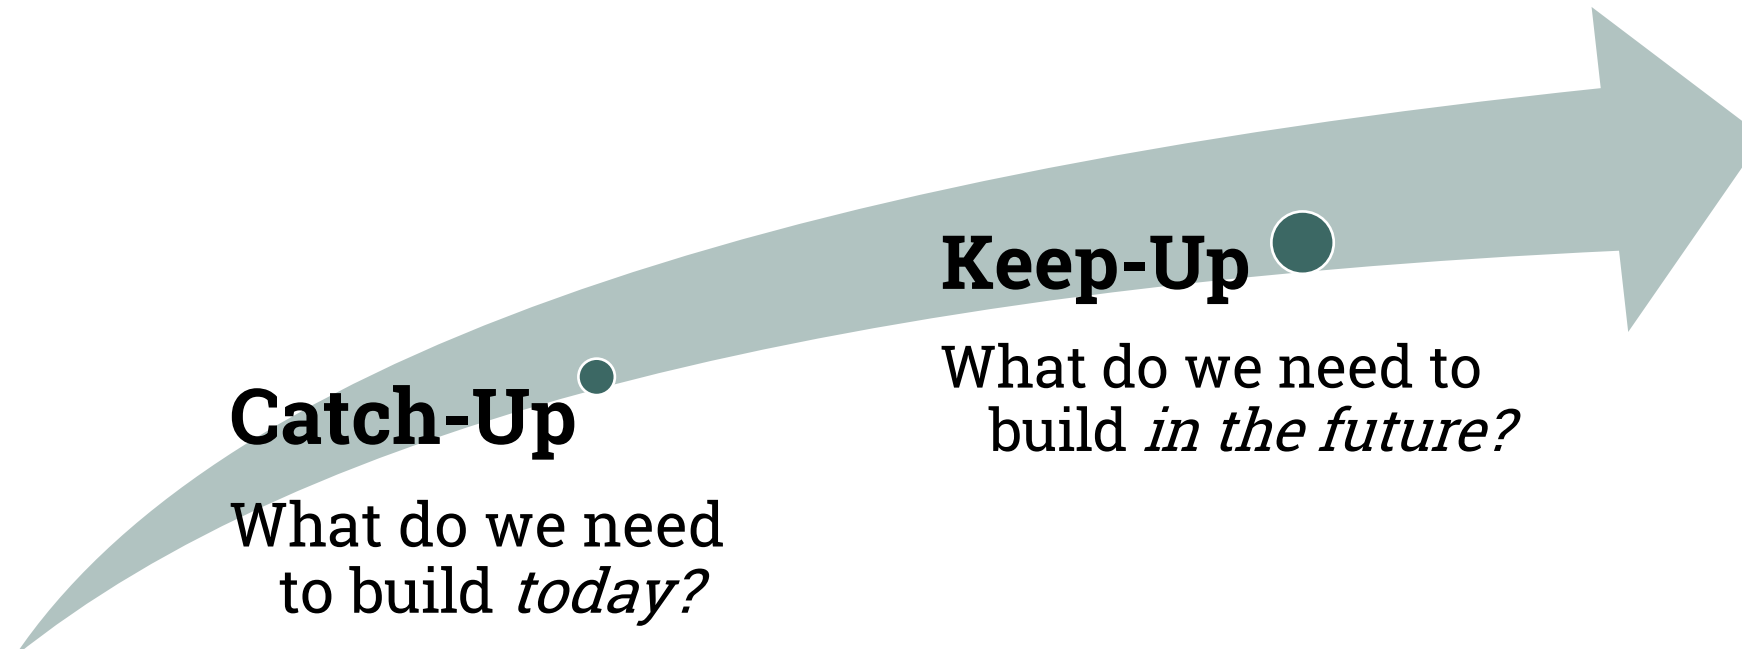 Catch-Up
What do we need
to build today?
Keep-Up
What do we need to
build in the future?